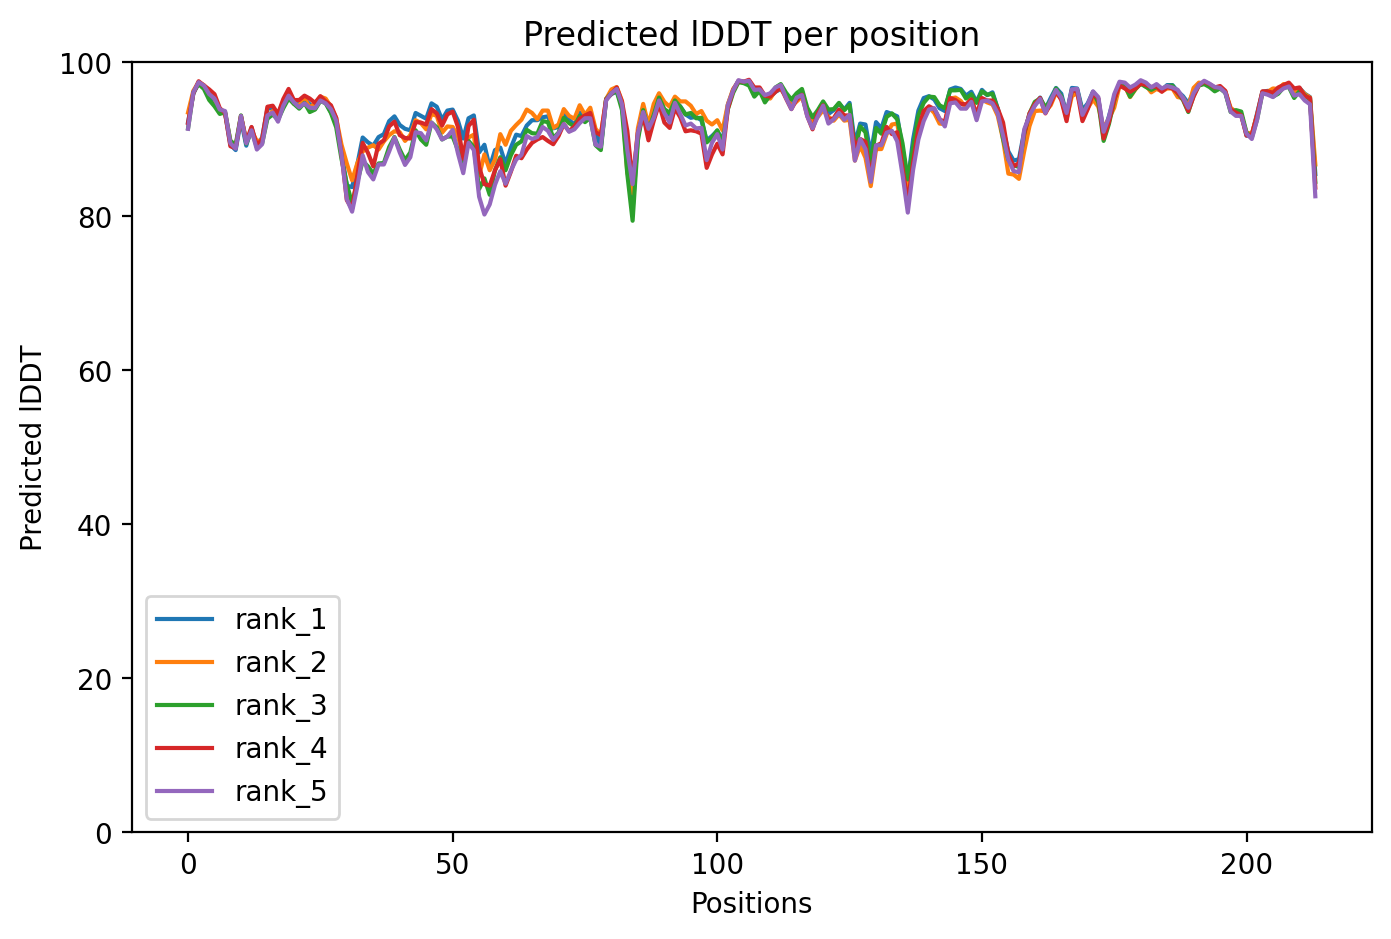 Predicted lDDT per position
Predicted lDDT
100
80
60
40
20
0
rank_1
rank_2
rank_3
rank_4
rank_5
0 50 100 150 200
Positions